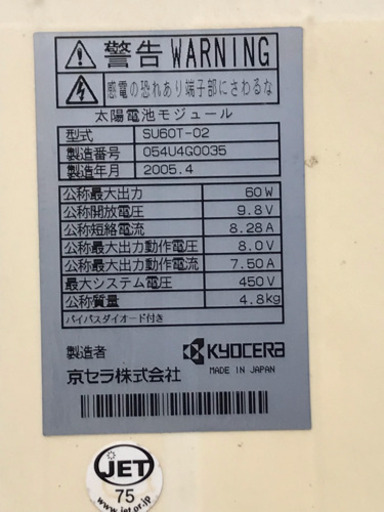 警告 WARNING
感電の恐れあり端子部にさわるな
太陽電池モジュール
型式 SU60T-02
製造番号 054U4G0035
製造年月 2005.4
公称最大出力 60W
公称開放電圧 9.8V
公称短絡電流 8.28A
公称最大出力動作電圧 8.0V
公称最大出力動作電流 7.50A
最大システム電圧 450V
公称質量 4.8kg
バイパスダイオード付き
製造者 KYOCERA
MADE IN JAPAN
京セラ株式会社
JET
75
www.jet.or.jp